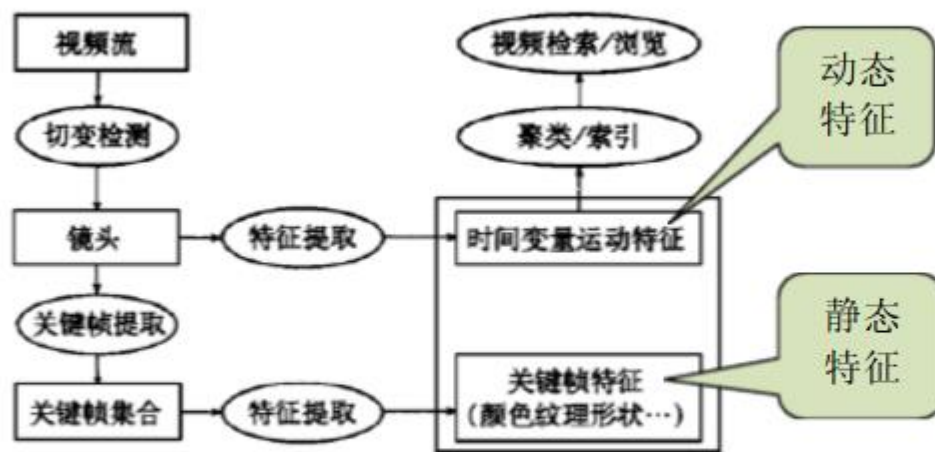 视频流
视频检索/浏览
动态
特征
切变检测
聚类/索引
镜头
特征提取
时间变量运动特征
关键帧提取
静态
特征
关键帧集合
特征提取
关键帧特征
(颜色纹理形状…)